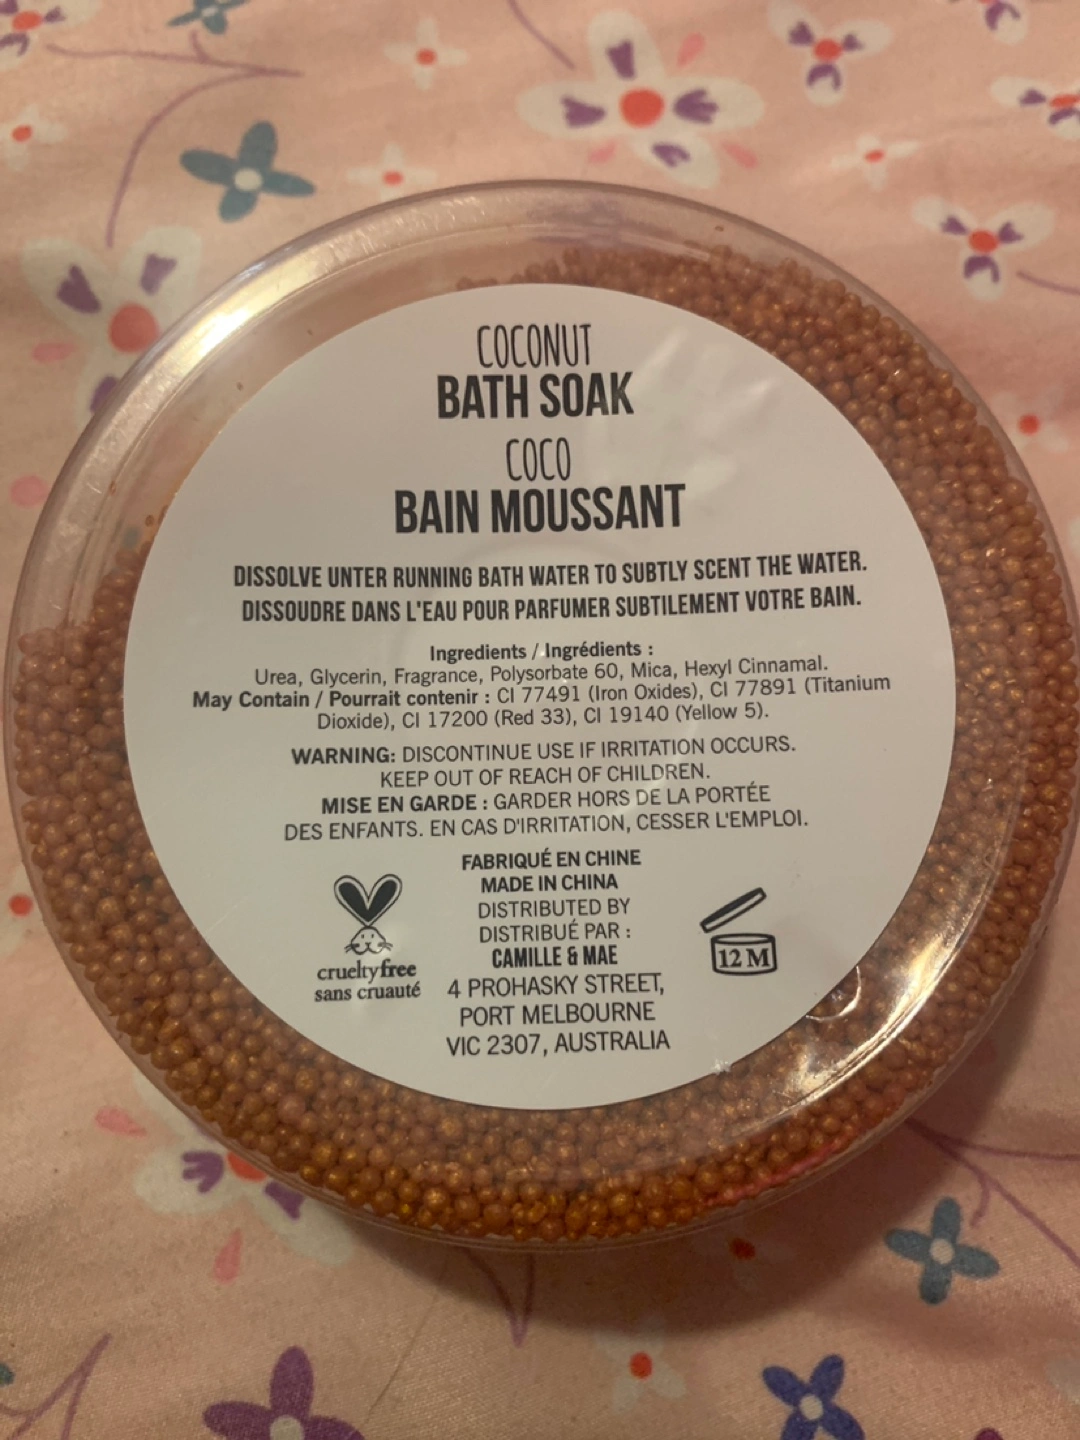 COCONUT
BATH SOAK
COCO
BAIN MOUSSANT
DISSOLVE UNTER RUNNING BATH WATER TO SUBTLY SCENT THE WATER.
DISSOUDRE DANS L'EAU POUR PARFUMER SUBTILEMENT VOTRE BAIN.
Ingredients / Ingrédients :
Urea, Glycerin, Fragrance, Polysorbate 60, Mica, Hexyl Cinnamal.
May Contain / Pourrait contenir : CI 77491 (Iron Oxides), CI 77891 (Titanium
Dioxide), CI 17200 (Red 33), CI 19140 (Yellow 5).
WARNING: DISCONTINUE USE IF IRRITATION OCCURS.
KEEP OUT OF REACH OF CHILDREN.
MISE EN GARDE : GARDER HORS DE LA PORTÉE
DES ENFANTS. EN CAS D'IRRITATION, CESSER L'EMPLOI.
FABRIQUÉ EN CHINE
MADE IN CHINA
DISTRIBUTED BY
DISTRIBUÉ PAR :
CAMILLE & MAE
4 PROHASKY STREET,
PORT MELBOURNE
VIC 2307, AUSTRALIA
crueltyfree
sans cruauté
12 M